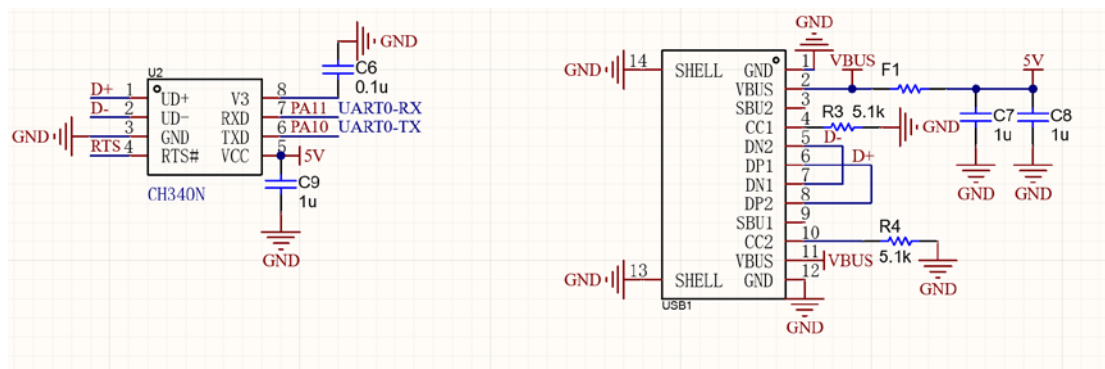 GND
C6
0.1u
U2
D+ 1 UD+ V3 8
D- 2 UD- RXD 7 PA11 UART0-RX
GND 3 GND TXD 6 PA10 UART0-TX
RTS 4 RTS# VCC 5 5V
CH340N
C9
1u
GND
GND
GND 14 SHELL GND 1
VBUS F1 5V
VBUS 2
SBU2 3
CC1 4 R3 5.1k GND
C7 C8
1u 1u
DN2 5 D-
DP1 6 D+
DN1 7
GND GND
DP2 8
SBU1 9
CC2 10 R4
5.1k
VBUS 11 VBUS
GND 13 SHELL GND 12
GND
USB1
GND